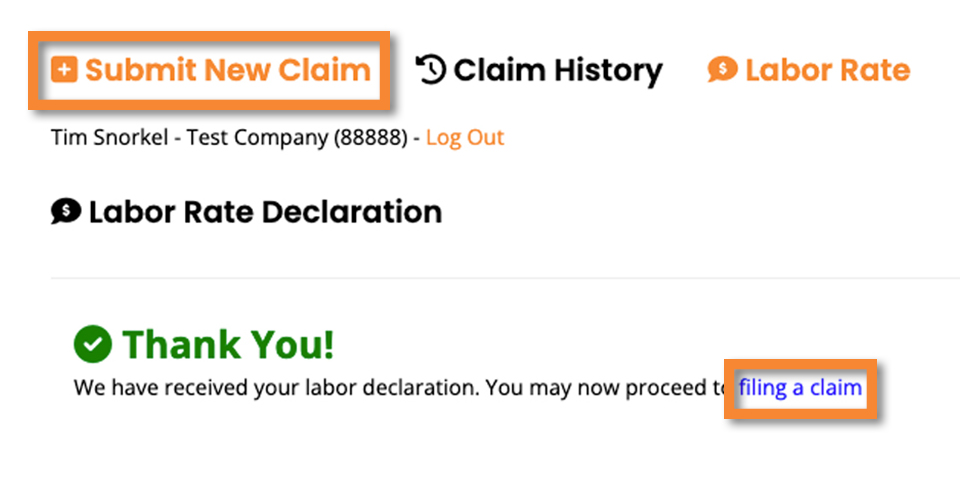 Submit New Claim Claim History Labor Rate
Tim Snorkel - Test Company (88888) - Log Out
Labor Rate Declaration
Thank You!
We have received your labor declaration. You may now proceed to filing a claim